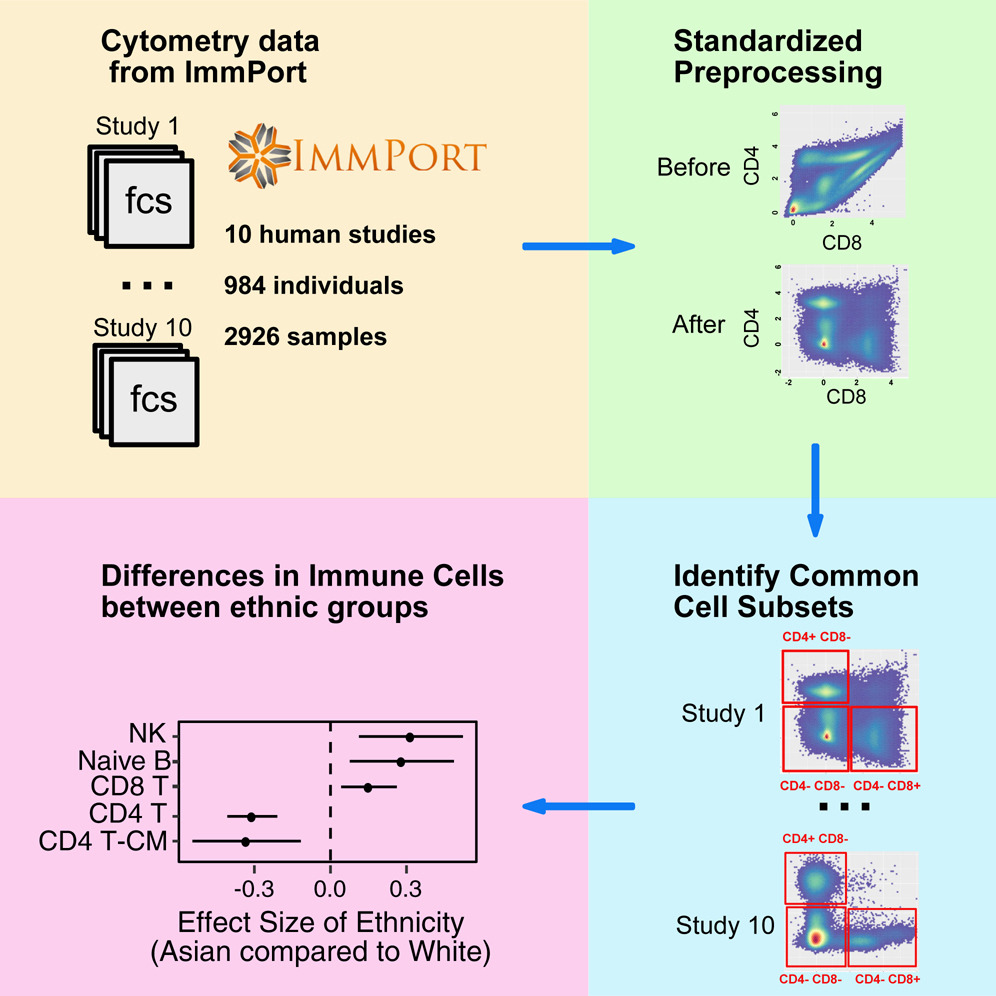 Cytometry data
from ImmPort
Study 1
fcs
IMMPORT
10 human studies
984 individuals
2926 samples
Study 10
fcs
Standardized
Preprocessing
Before
CD4
6
4
2
0
0
2
4
CD8
After
CD4
6
4
2
0
-2
-2
0
2
4
CD8
Differences in Immune Cells
between ethnic groups
NK
Naive B
CD8 T
CD4 T
CD4 T-CM
-0.3
0.0
0.3
Effect Size of Ethnicity
(Asian compared to White)
Identify Common
Cell Subsets
CD4+ CD8-
Study 1
CD4- CD8-
CD4- CD8+
CD4+ CD8-
Study 10
CD4- CD8-
CD4- CD8+